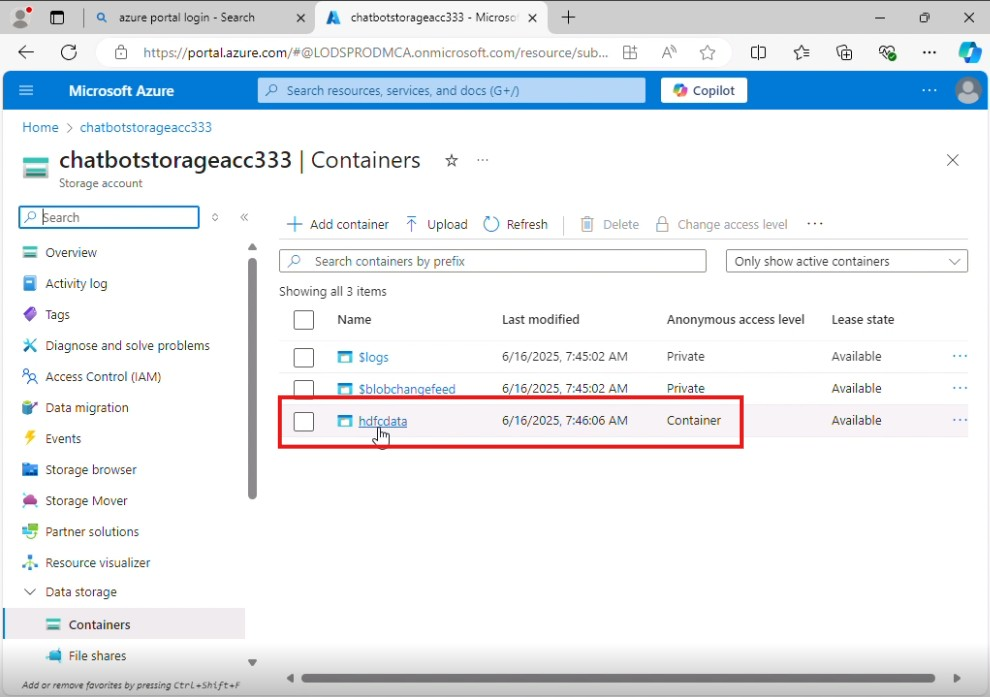 azure portal login - Search
chatbotstorageacc333 - Microso
https://portal.azure.com/#@LODSPRODMCA.onmicrosoft.com/resource/sub...
Microsoft Azure
Search resources, services, and docs (G+/)
Copilot
Home > chatbotstorageacc333
chatbotstorageacc333 | Containers
Storage account
Search
Add container Upload Refresh Delete Change access level
Search containers by prefix
Only show active containers
Showing all 3 items
Name Last modified Anonymous access level Lease state
$logs 6/16/2025, 7:45:02 AM Private Available
$blobchangefeed 6/16/2025, 7:45:02 AM Private Available
hdfcdata 6/16/2025, 7:46:06 AM Container Available
Overview
Activity log
Tags
Diagnose and solve problems
Access Control (IAM)
Data migration
Events
Storage browser
Storage Mover
Partner solutions
Resource visualizer
Data storage
Containers
File shares
Add or remove favorites by pressing Ctrl+Shift+F